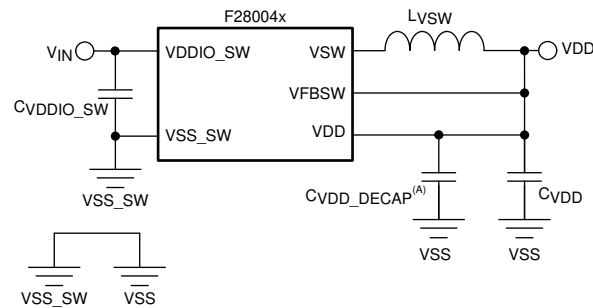 F28004x
VIN
VDDIO_SW
VSW
LVSW
VDD
CVDDIO_SW
VFBSW
VSS_SW
VDD
VSS_SW
CVDD_DECAP(A)
CVDD
VSS
VSS
VSS_SW
VSS